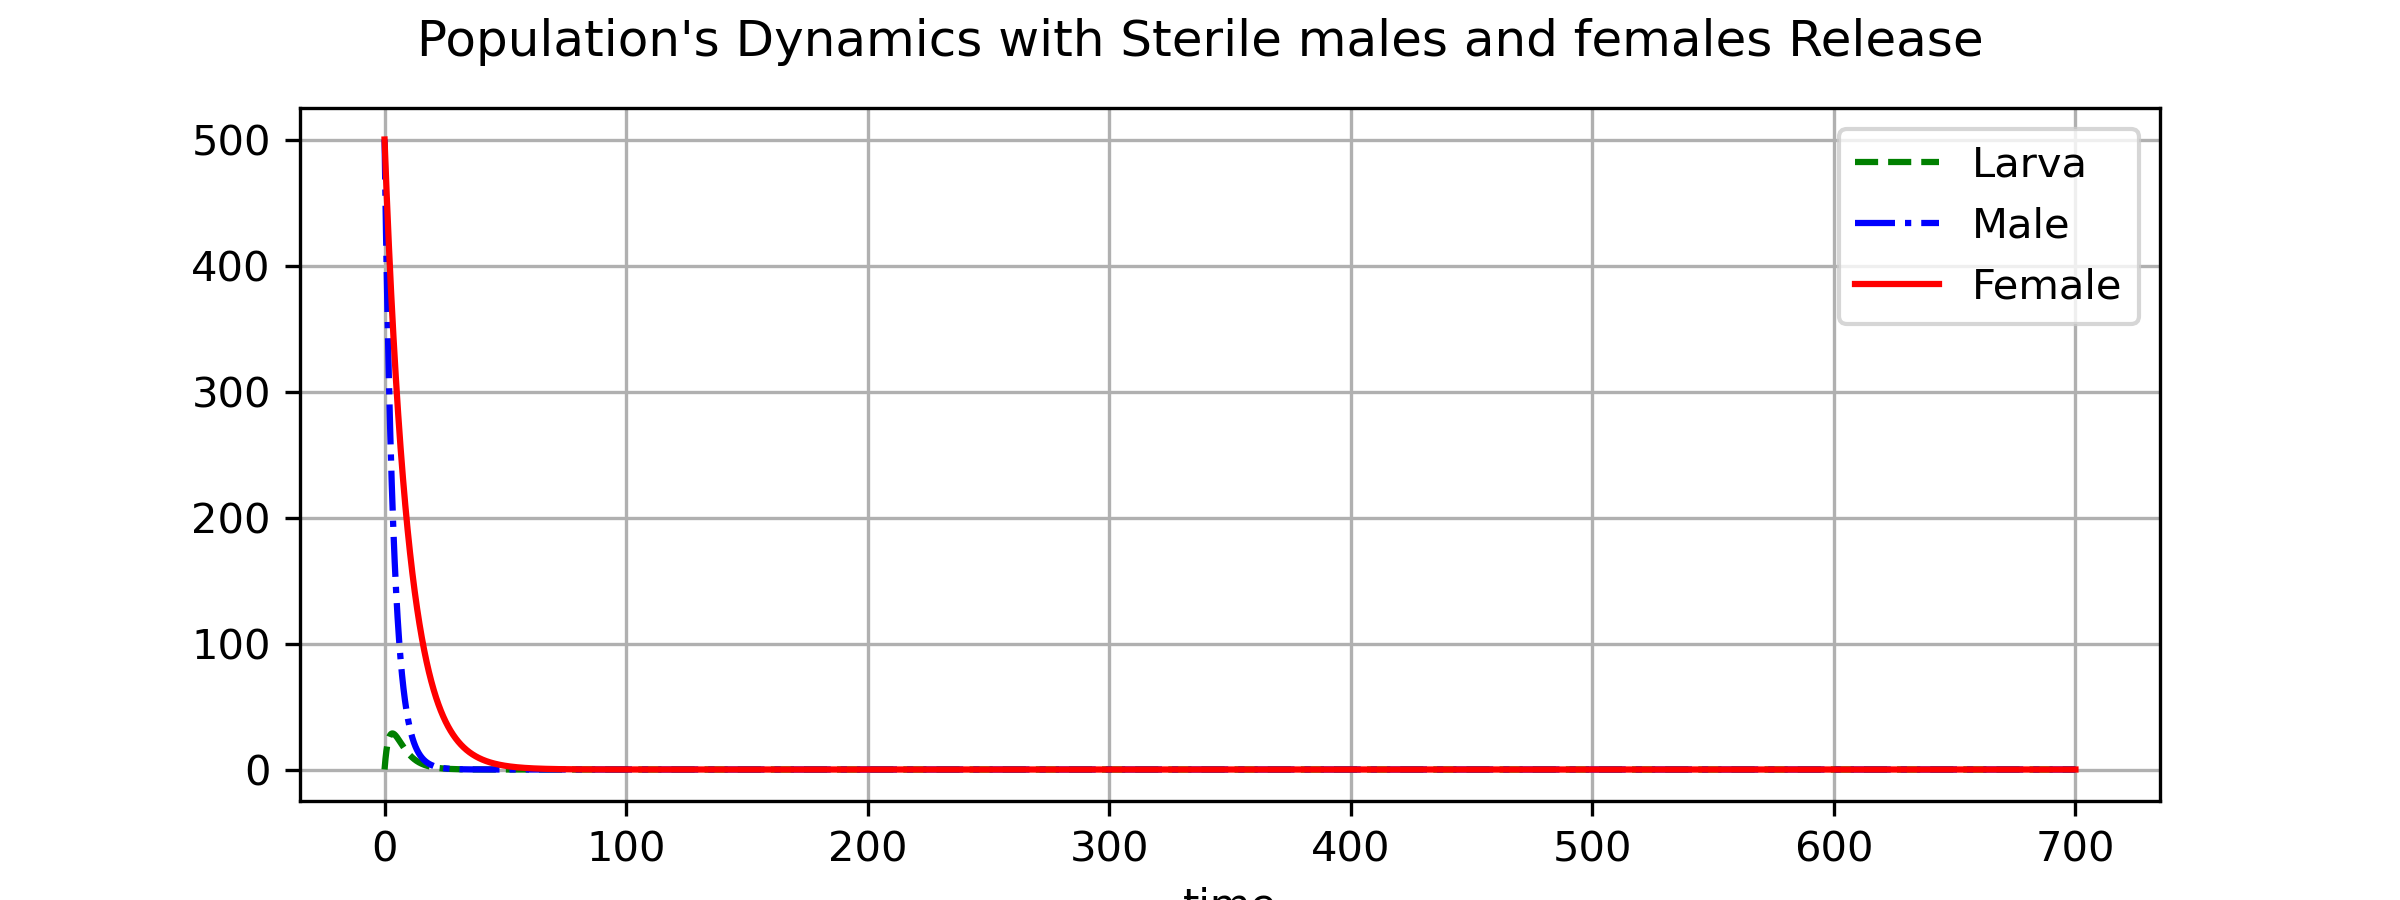 Population's Dynamics with Sterile males and females Release
500
400
300
200
100
0
Larva
Male
Female
0 100 200 300 400 500 600 700
time